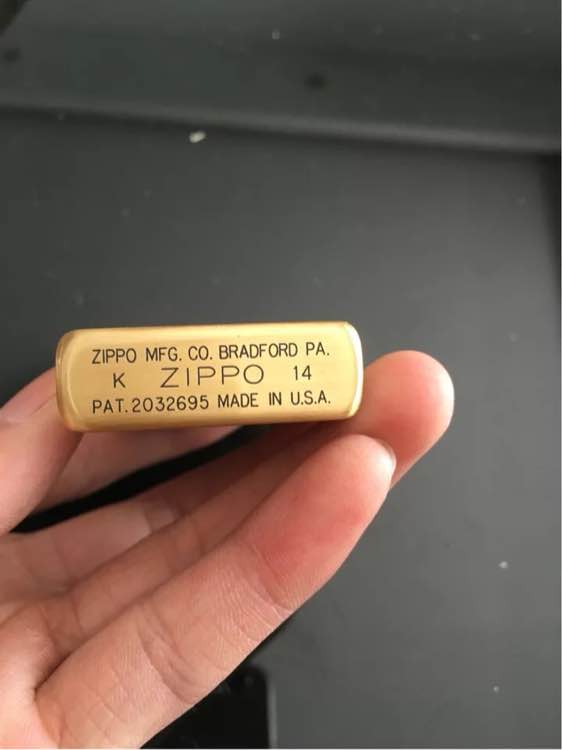 ZIPPO MFG. CO. BRADFORD PA.
K ZIPPO 14
PAT. 2032695 MADE IN U.S.A.